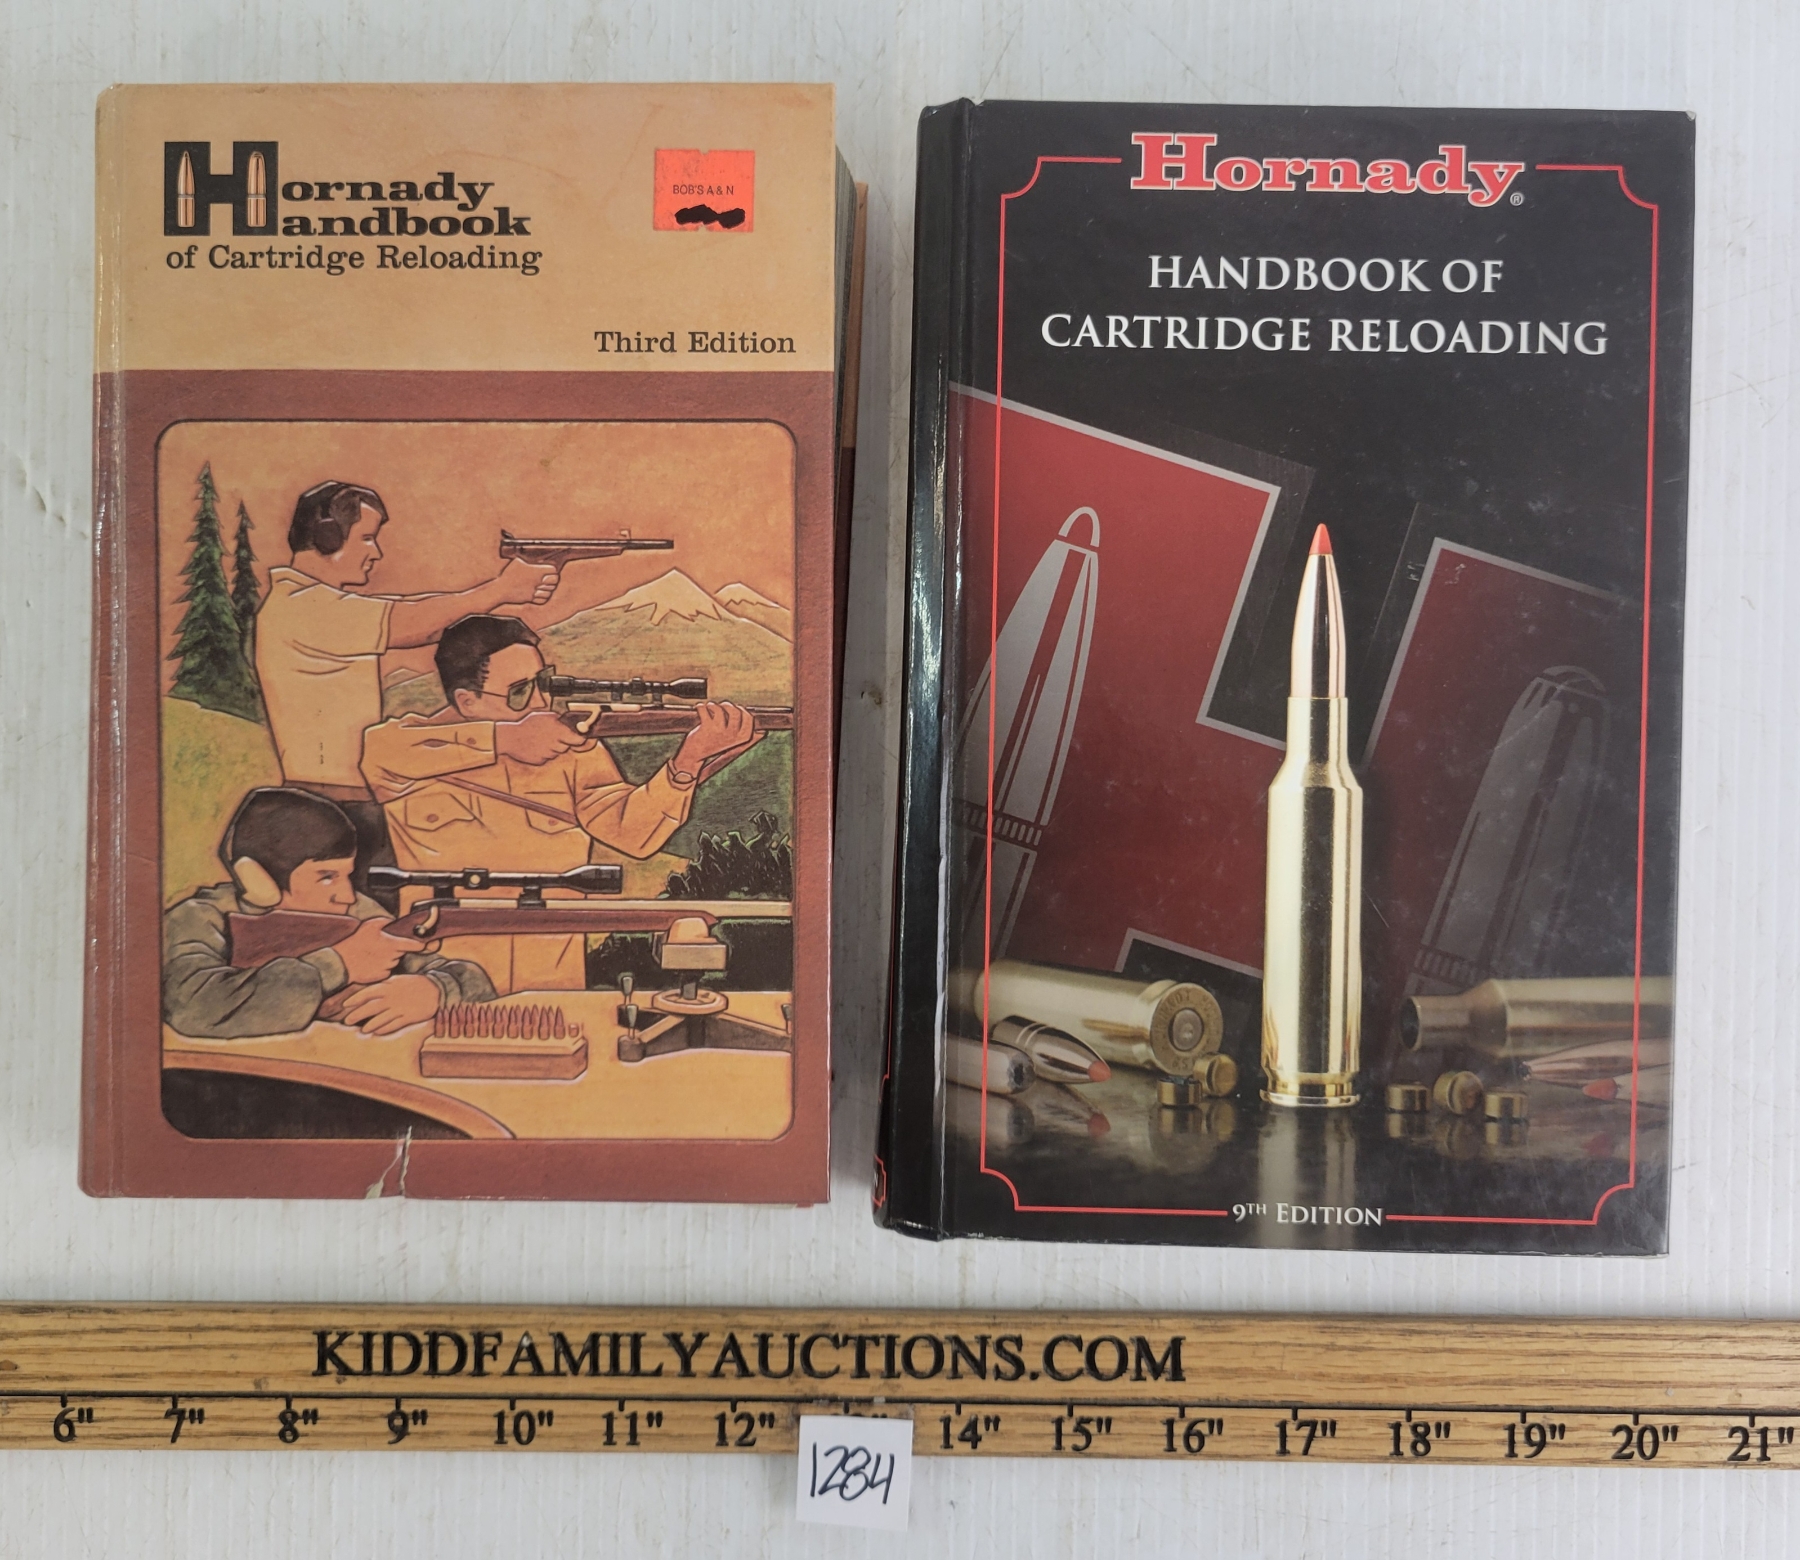 Hornady
Handbook
of Cartridge Reloading
BOB'S A & N
Third Edition
Hornady®
HANDBOOK OF
CARTRIDGE RELOADING
9TH EDITION
KIDDFAMILYAUCTIONS.COM
6" 7" 8" 9" 10" 11" 12" 14" 15" 16" 17" 18" 19" 20" 21"
1284